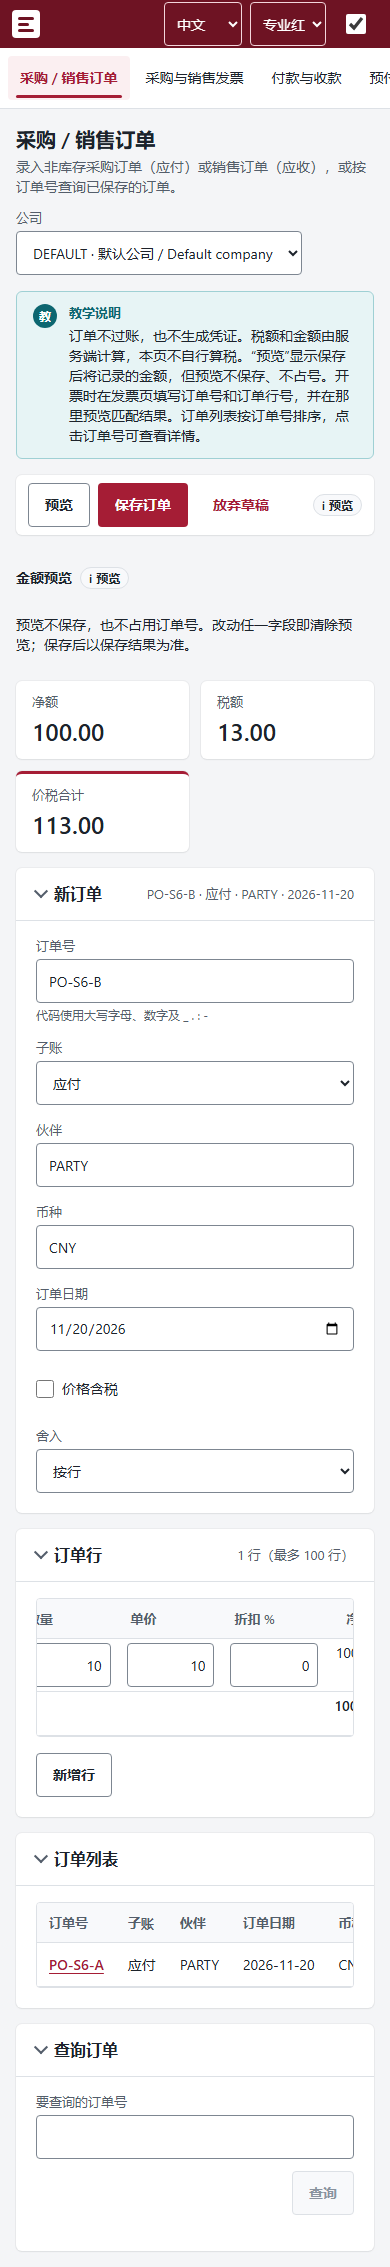 中文 专业红
采购 / 销售订单 采购与销售发票 付款与收款
采购 / 销售订单
录入非库存采购订单（应付）或销售订单（应收），或按
订单号查询已保存的订单。
公司
DEFAULT · 默认公司 / Default company
教 教学说明
订单不过账，也不生成凭证。税额和金额由服
务端计算，本页不自行算税。“预览”显示保存
后将记录的金额，但预览不保存、不占号。开
票时在发票页填写订单号和订单行号，并在那
里预览匹配结果。订单列表按订单号排序，点
击订单号可查看详情。
预览 保存订单 放弃草稿 i 预览
金额预览 i 预览
预览不保存，也不占用订单号。改动任一字段即清除预
览；保存后以保存结果为准。
净额 税额
100.00 13.00
价税合计
113.00
新订单 PO-S6-B · 应付 · PARTY · 2026-11-20
订单号
PO-S6-B
代码使用大写字母、数字及 _ . : -
子账
应付
伙伴
PARTY
币种
CNY
订单日期
11/20/2026
价格含税
舍入
按行
订单行 1 行（最多 100 行）
单价 折扣 %
10 10 0
新增行
订单列表
订单号 子账 伙伴 订单日期
PO-S6-A 应付 PARTY 2026-11-20
查询订单
要查询的订单号
查询